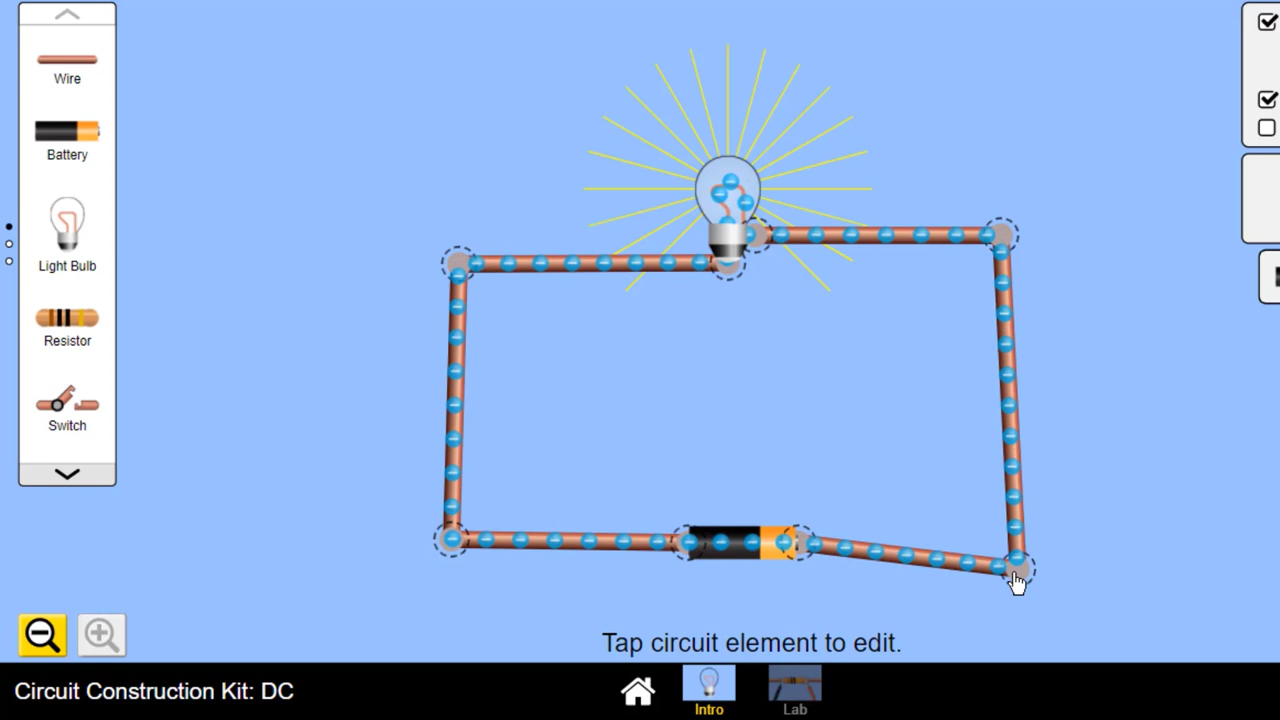 Wire
Battery
Light Bulb
Resistor
Switch
Tap circuit element to edit.
Circuit Construction Kit: DC
Intro
Lab